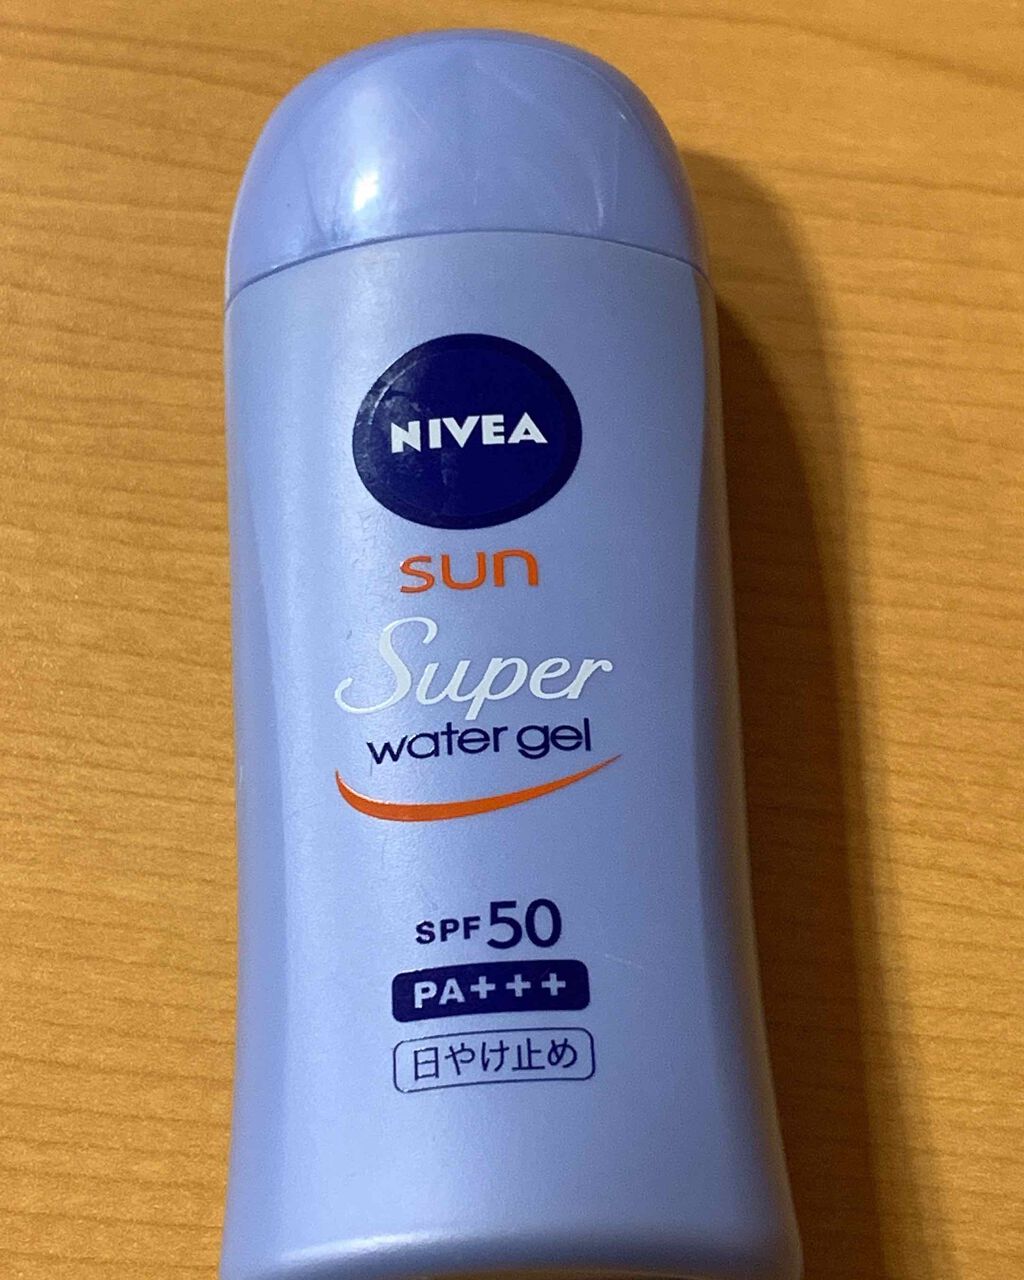 NIVEA
sun
Super
water gel
SPF50
PA+++
日やけ止め